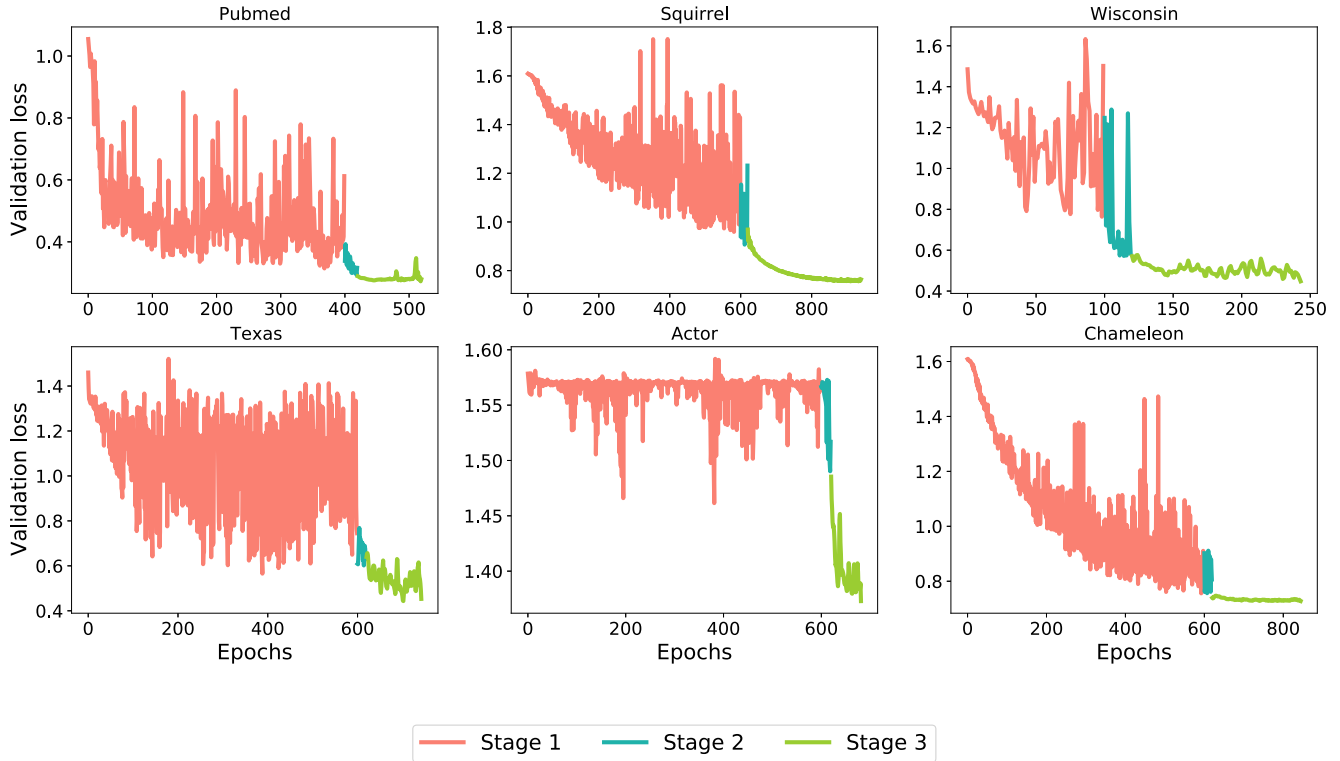 Pubmed
Squirrel
Wisconsin
Validation loss
1.0
0.8
0.6
0.4
0 100 200 300 400 500
1.8
1.6
1.4
1.2
1.0
0.8
0 200 400 600 800
1.6
1.4
1.2
1.0
0.8
0.6
0.4
0 50 100 150 200 250
Texas
Actor
Chameleon
Validation loss
1.4
1.2
1.0
0.8
0.6
0.4
0 200 400 600
Epochs
1.60
1.55
1.50
1.45
1.40
0 200 400 600
Epochs
1.6
1.4
1.2
1.0
0.8
0 200 400 600 800
Epochs
Stage 1 Stage 2 Stage 3